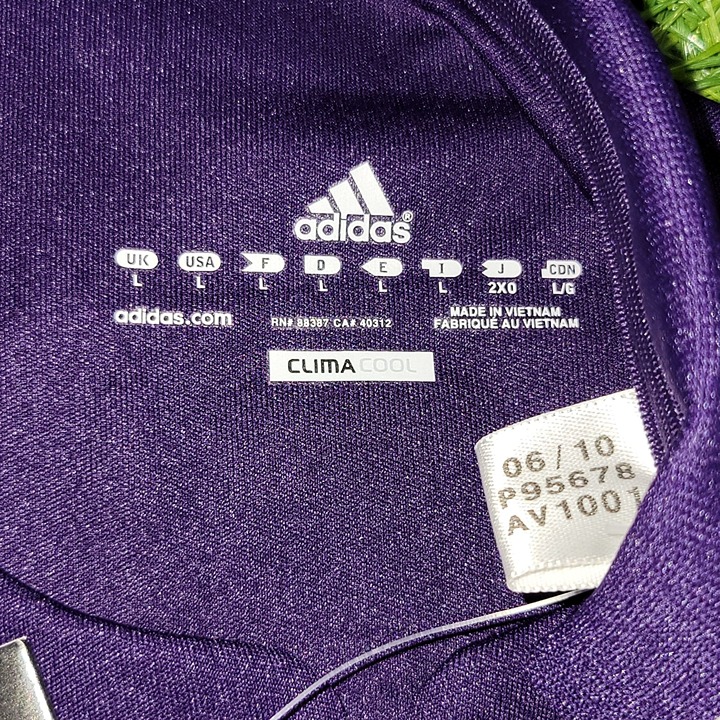 adidas®
UK USA F D E I J CDN
L L L L L L 2XO L/G
adidas.com
RN# 88387 CA# 40312
MADE IN VIETNAM
FABRIQUÉ AU VIETNAM
CLIMACOOL
06/10
P95678
AV1001